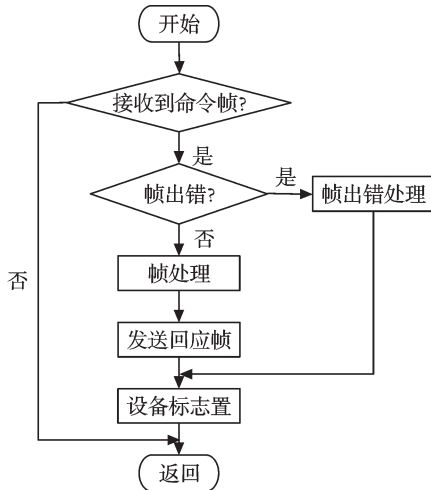 开始
接收到命令帧?
是
帧出错?
是
帧出错处理
否
帧处理
否
发送回应帧
设备标志置
返回